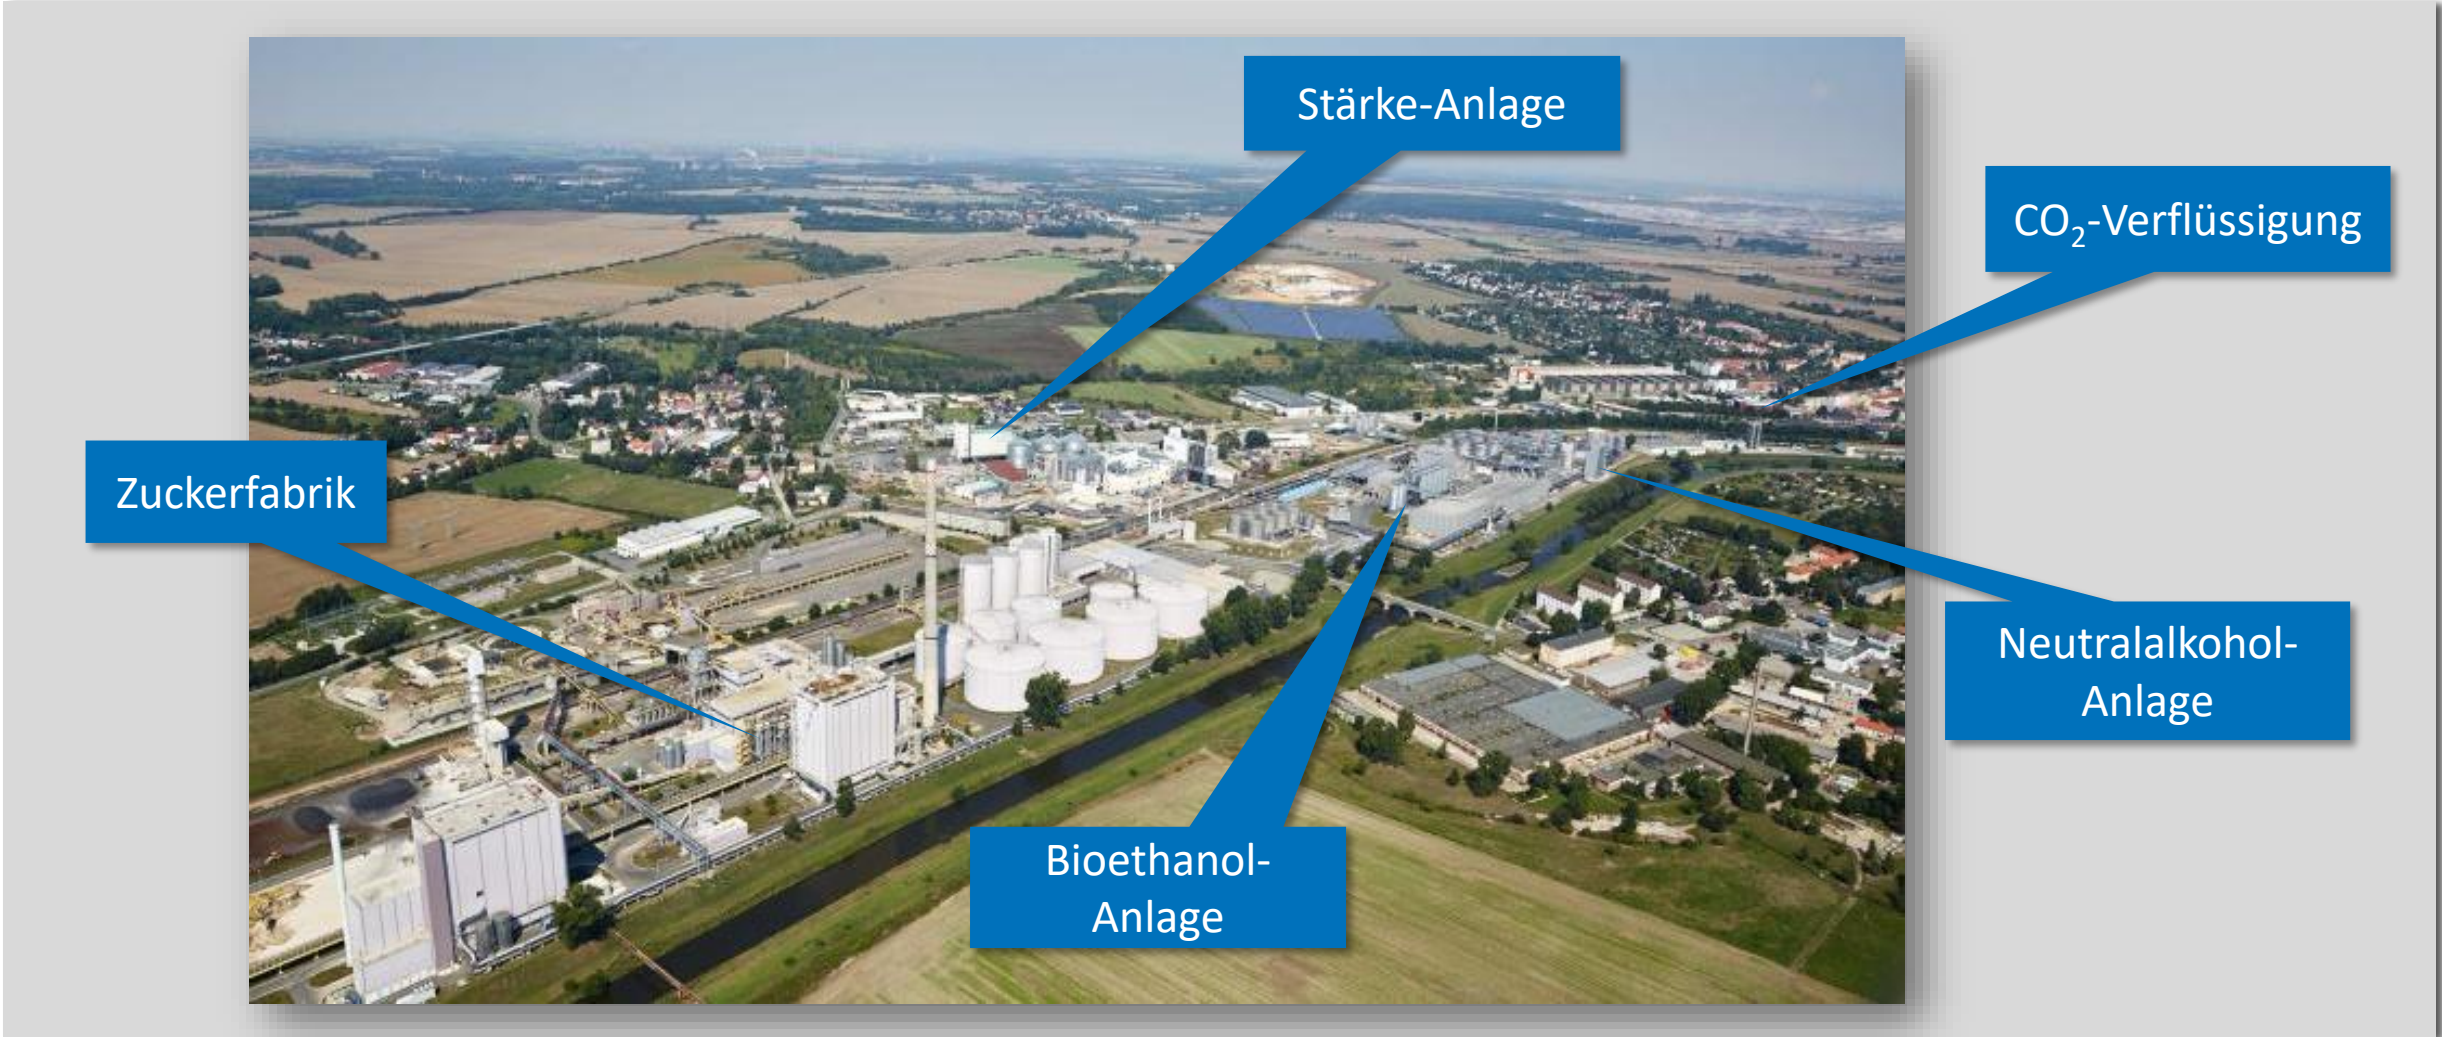 Stärke-Anlage
CO₂-Verflüssigung
Zuckerfabrik
Neutralalkohol-
Anlage
Bioethanol-
Anlage